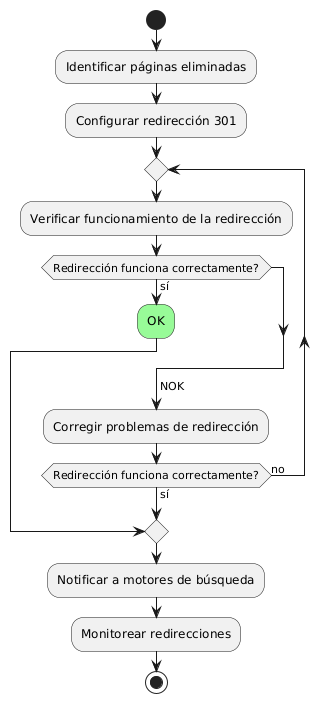 Identificar páginas eliminadas
Configurar redirección 301
Verificar funcionamiento de la redirección
Redirección funciona correctamente?
sí
OK
NOK
Corregir problemas de redirección
Redirección funciona correctamente?
no
sí
Notificar a motores de búsqueda
Monitorear redirecciones